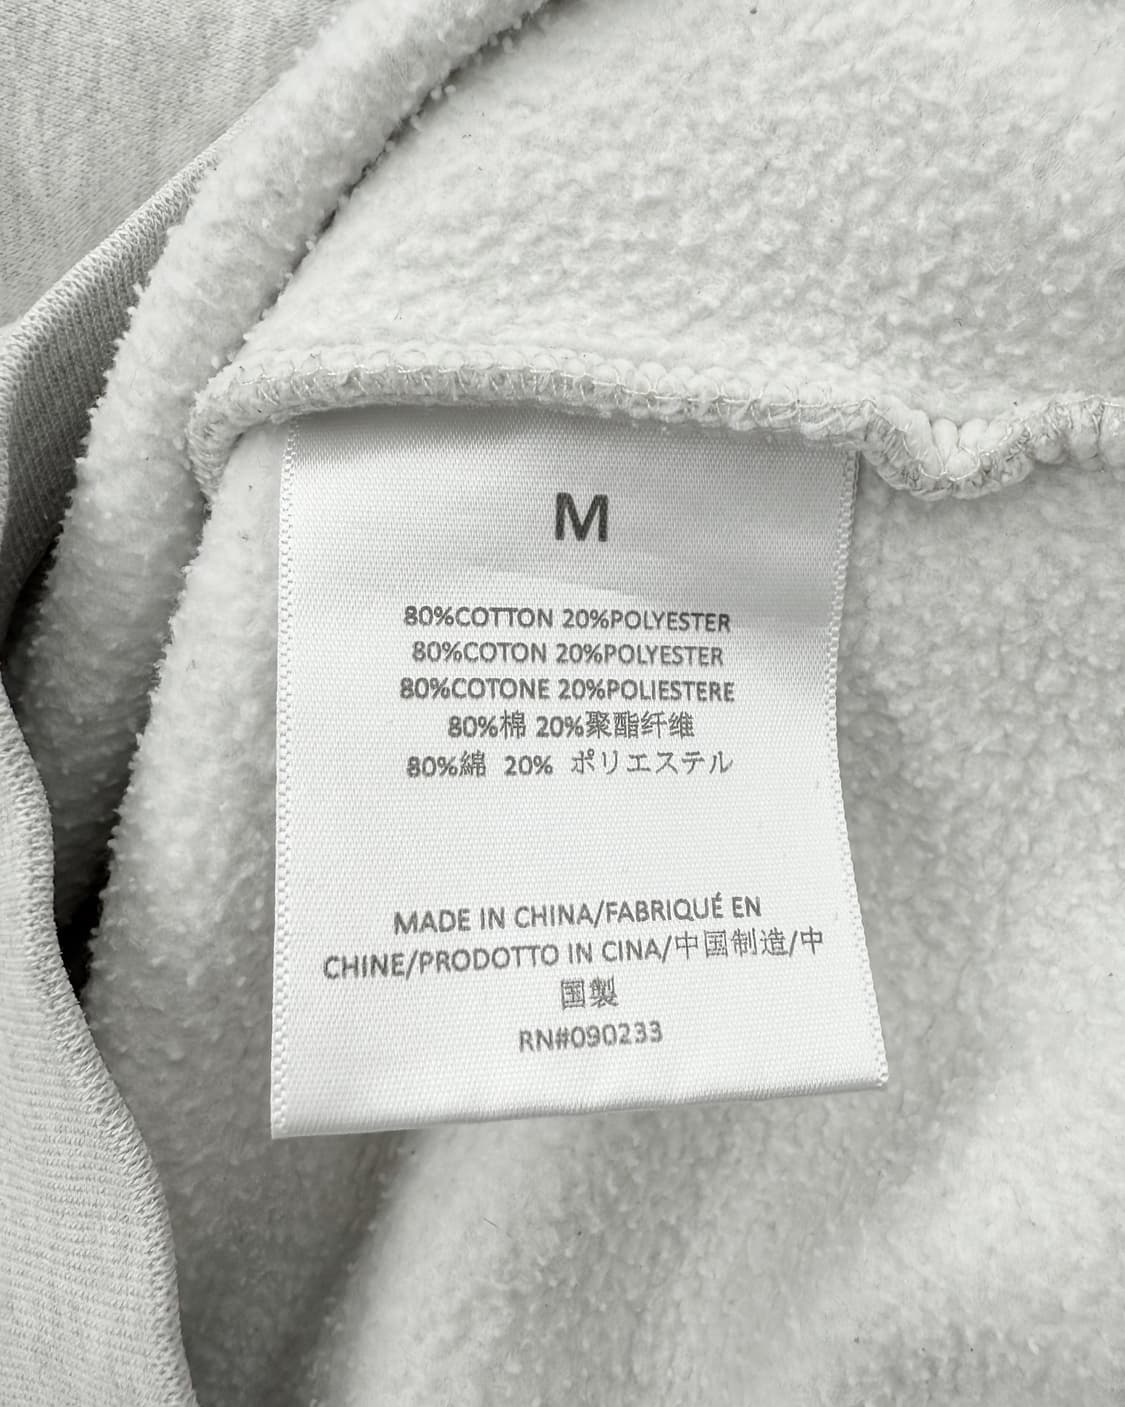 M
80%COTTON 20%POLYESTER
80%COTON 20%POLYESTER
80%COTONE 20%POLIESTERE
80%棉 20%聚酯纤维
80%綿 20% ポリエステル
MADE IN CHINA/FABRIQUÉ EN
CHINE/PRODOTTO IN CINA/中国制造/中
国製
RN#090233